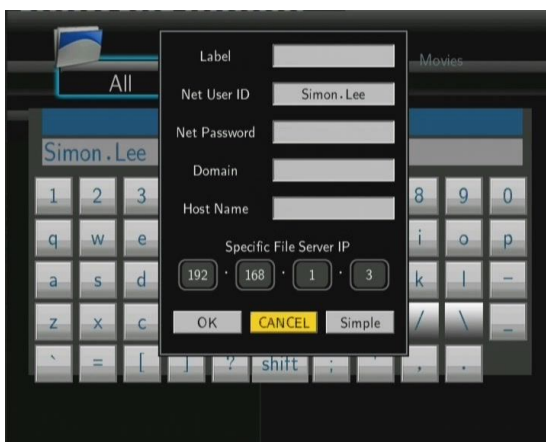 Movies
All
Label
Net User ID Simon.Lee
Net Password
Domain
Host Name
Specific File Server IP
192 . 168 . 1 . 3
OK CANCEL Simple
Simon.Lee
1 2 3 8 9 0
q w e i o p
a s d k l -
z x c / \ _
` = [ ] ? shift ; ' , .